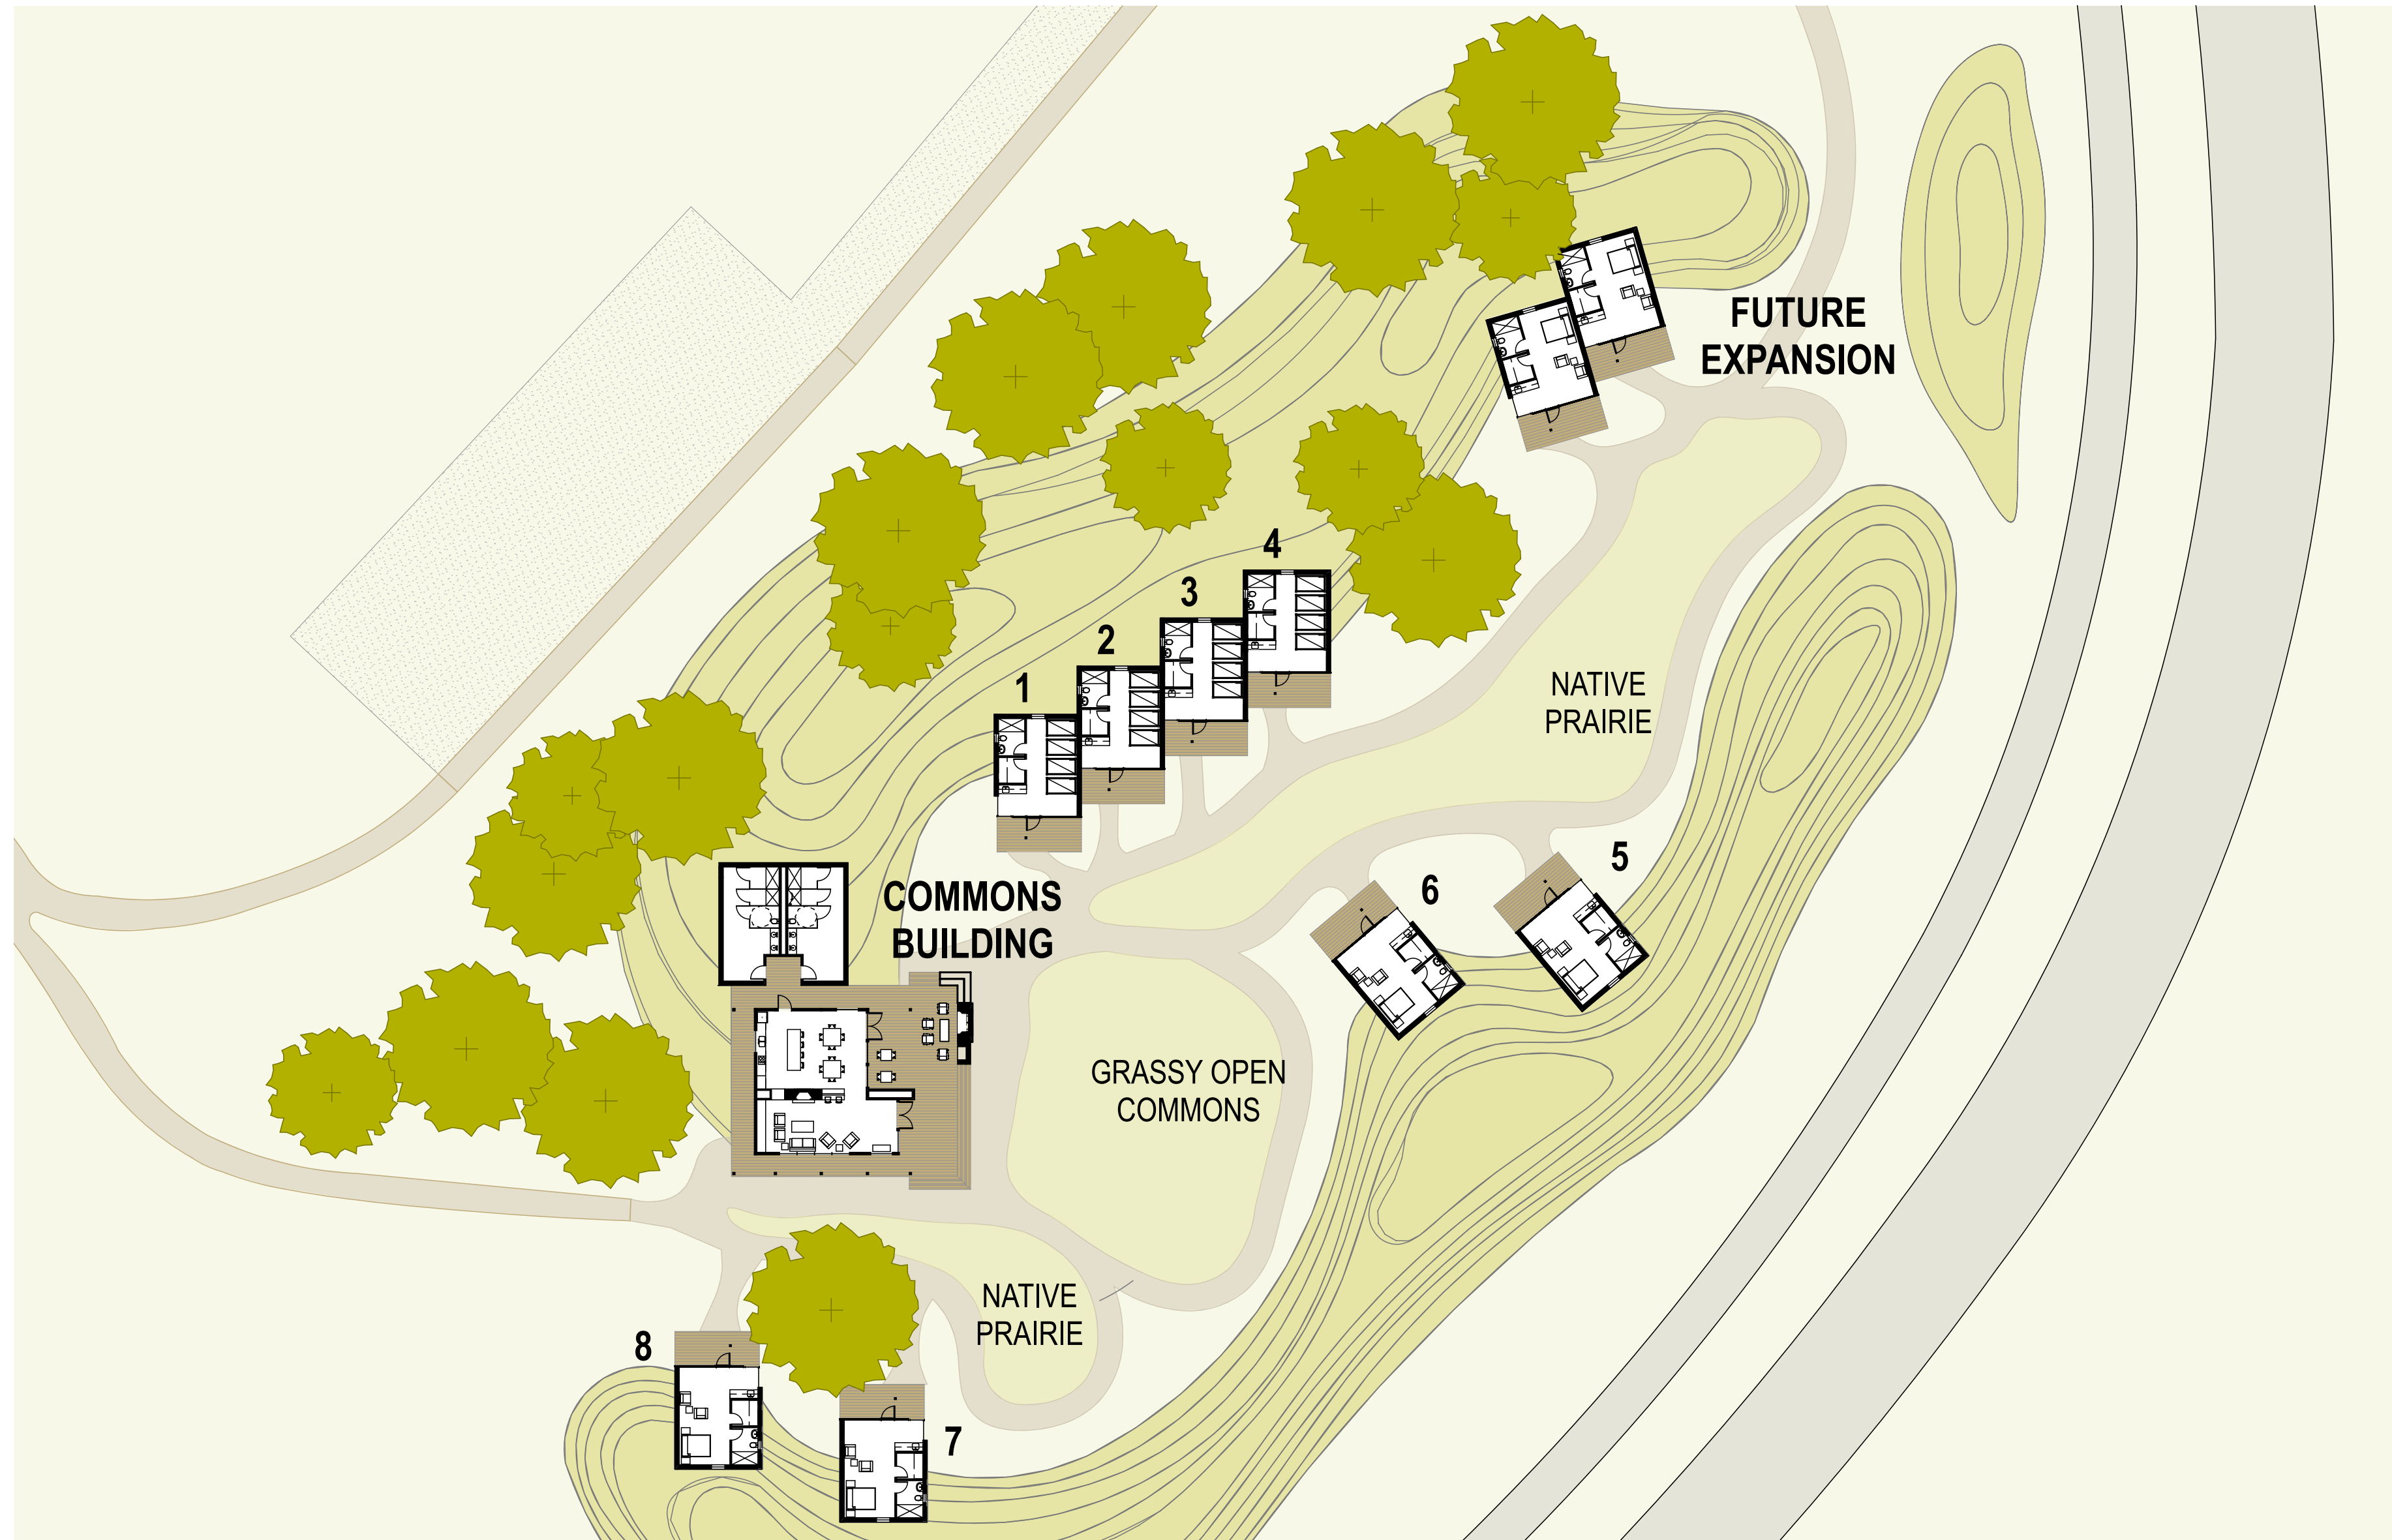 FUTURE
EXPANSION
4
3
2
1
NATIVE
PRAIRIE
5
6
COMMONS
BUILDING
GRASSY OPEN
COMMONS
NATIVE
PRAIRIE
8
7